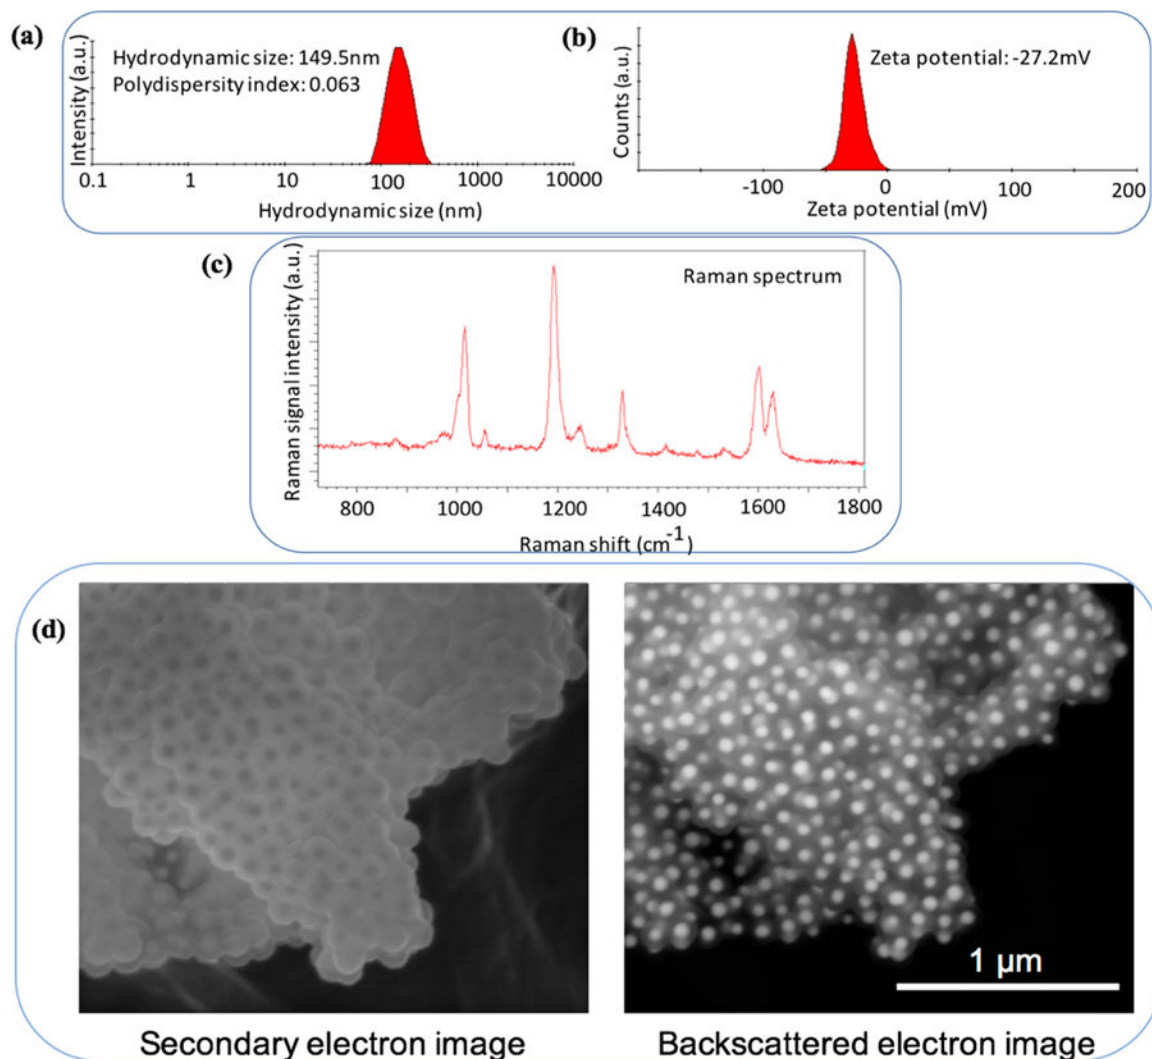 (a)
Intensity (a.u.)
Hydrodynamic size: 149.5nm
Polydispersity index: 0.063
0.1 1 10 100 1000 10000
Hydrodynamic size (nm)
(b)
Counts (a.u.)
Zeta potential: -27.2mV
-100 0 100 200
Zeta potential (mV)
(c)
Raman signal intensity (a.u.)
Raman spectrum
800 1000 1200 1400 1600 1800
Raman shift (cm⁻¹)
(d)
1 µm
Secondary electron image
Backscattered electron image